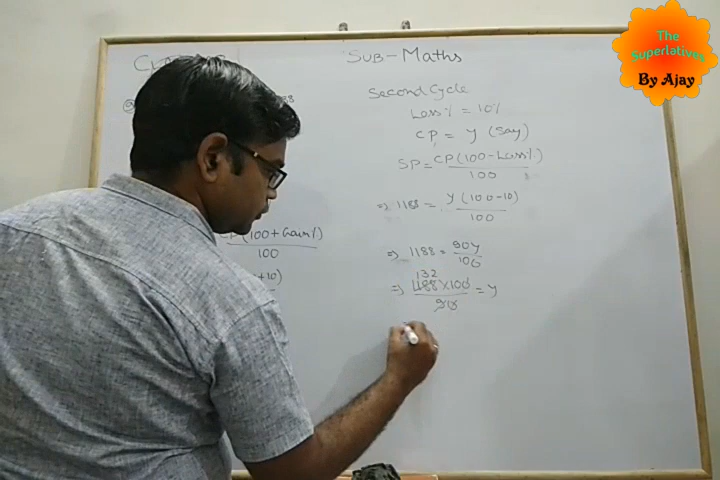 Sub-Maths
The
Superlatives
By Ajay
CP(100+Gain%)
100
+10)
Second Cycle
Loss% = 10%
CP = y (Say)
SP = CP(100-Loss%)
100
⇒ 1188 = y(100-10)
100
⇒ 1188 = 90y
100
132
⇒ 1188×100 = y
90